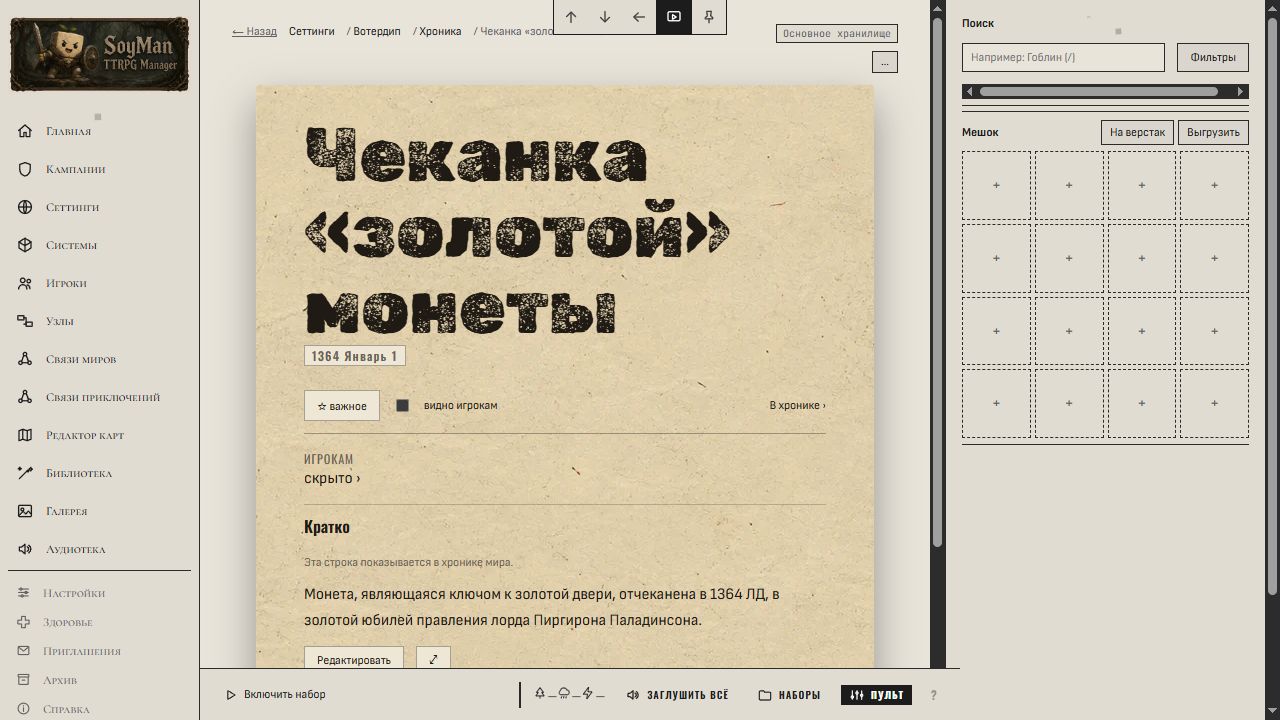 SoyMan
TTRPG Manager
Главная
Кампании
Сеттинги
Системы
Игроки
Узлы
Связи миров
Связи приключений
Редактор карт
Библиотека
Галерея
Аудиотека
Настройки
Здоровье
Приглашения
Архив
Справка
← Назад Сеттинги / Вотердип / Хроника / Чеканка «золо
Основное хранилище
...
Чеканка
«золотой»
монеты
1364 Январь 1
☆ важное видно игрокам В хронике ›
ИГРОКАМ
скрыто ›
Кратко
Эта строка показывается в хронике мира.
Монета, являющаяся ключом к золотой двери, отчеканена в 1364 ЛД, в
золотой юбилей правления лорда Пиргирона Паладинсона.
Редактировать
Включить набор
ЗАГЛУШИТЬ ВСЁ
НАБОРЫ
ПУЛЬТ
?
Поиск
Например: Гоблин (/) Фильтры
Мешок На верстак Выгрузить
+ + + +
+ + + +
+ + + +
+ + + +